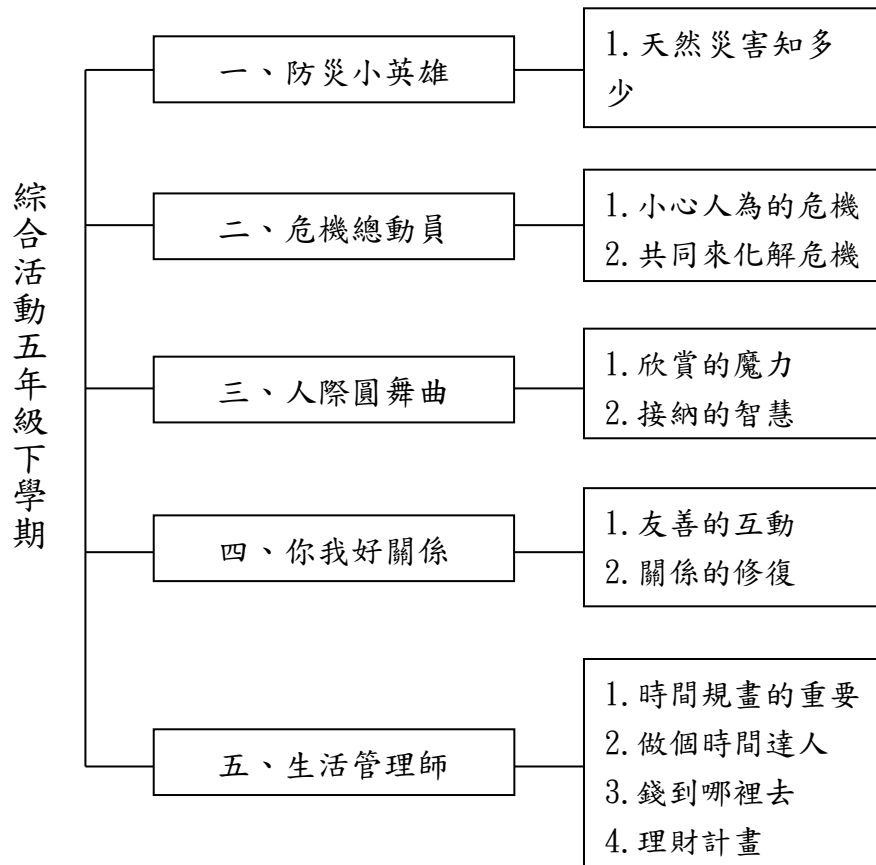 綜合活動五年級下學期
一、防災小英雄
1.天然災害知多
少
二、危機總動員
1.小心人為的危機
2.共同來化解危機
三、人際圓舞曲
1.欣賞的魔力
2.接納的智慧
四、你我好關係
1.友善的互動
2.關係的修復
五、生活管理師
1.時間規畫的重要
2.做個時間達人
3.錢到哪裡去
4.理財計畫